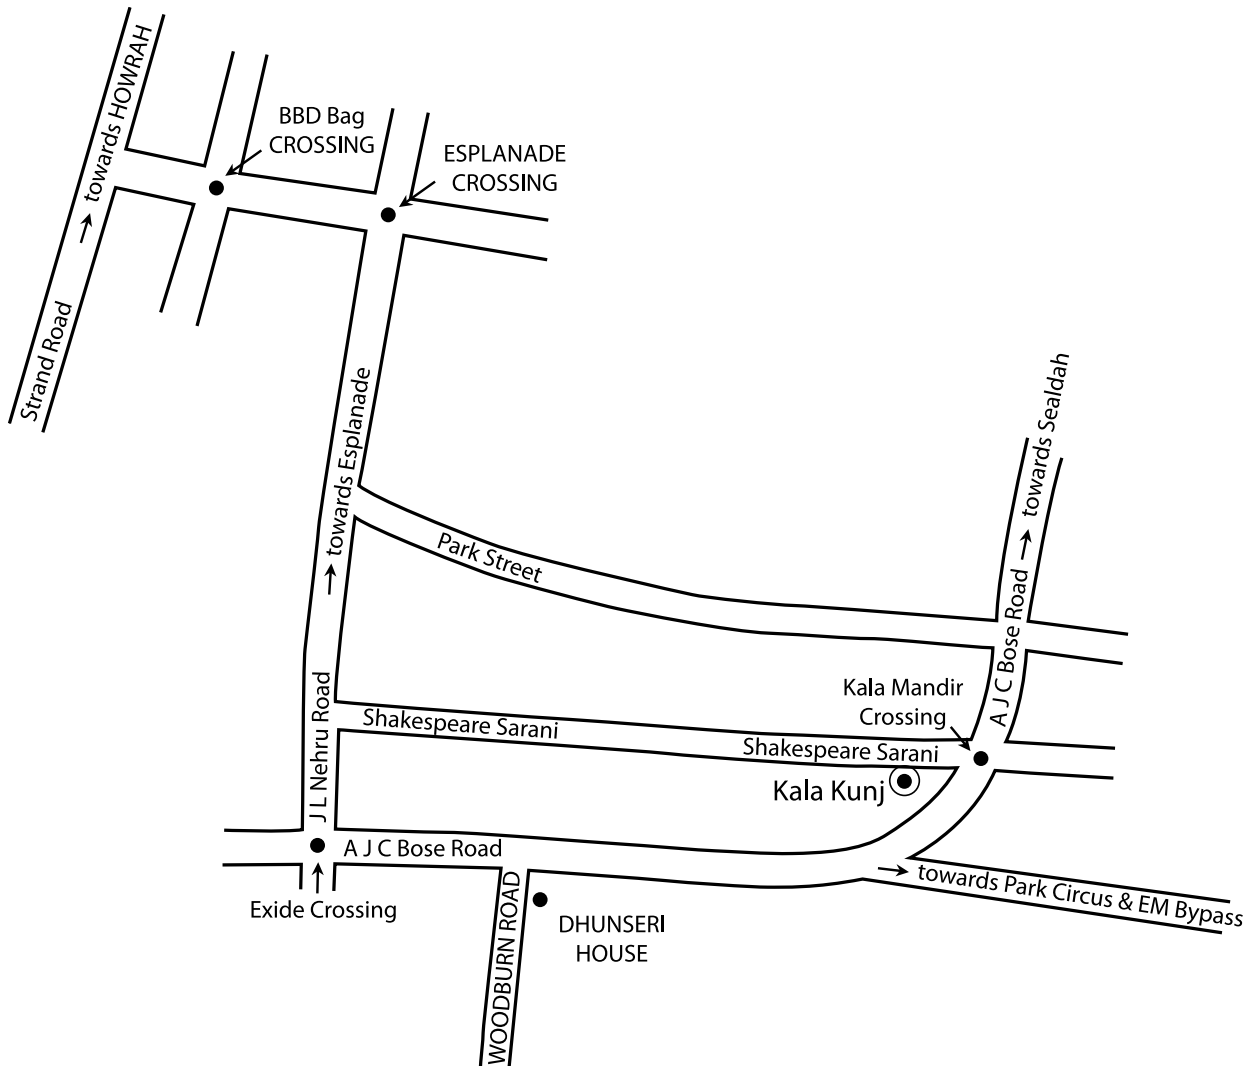 towards HOWRAH
BBD Bag
CROSSING
ESPLANADE
CROSSING
Strand Road
towards Esplanade
towards Sealdah
Park Street
A J C Bose Road
Kala Mandir
Crossing
J L Nehru Road
Shakespeare Sarani
Shakespeare Sarani
Kala Kunj
A J C Bose Road
towards Park Circus & EM Bypass
Exide Crossing
WOODBURN ROAD
DHUNSERI
HOUSE